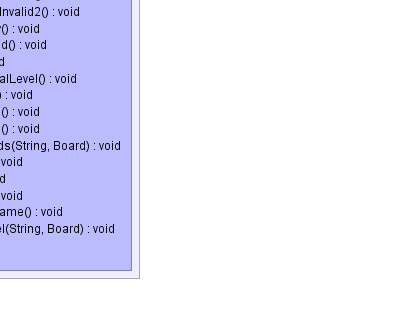 Invalid2() : void
() : void
d() : void
d
alLevel() : void
) : void
() : void
() : void
ds(String, Board) : void
void
d
void
ame() : void
el(String, Board) : void